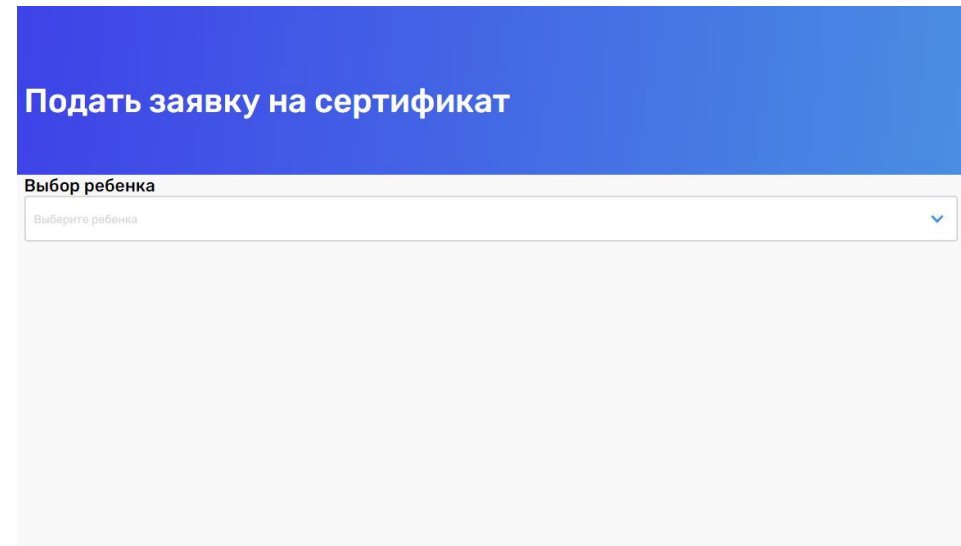 Подать заявку на сертификат
Выбор ребенка
Выберите ребенка